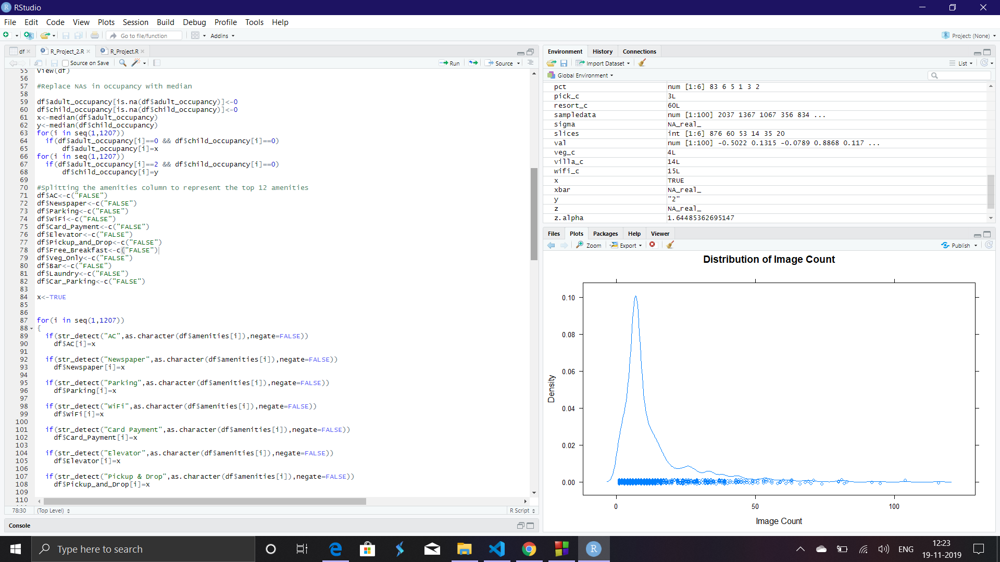 RStudio
File Edit Code View Plots Session Build Debug Profile Tools Help
Go to file/function Addins Project: (None)
df R_Project_2.R R_Project.R
Source on Save Run Source
55 View(df)
56
57 #Replace NAs in occupancy with median
58
59 df$adult_occupancy[is.na(df$adult_occupancy)]<-0
60 df$child_occupancy[is.na(df$child_occupancy)]<-0
61 x<-median(df$adult_occupancy)
62 y<-median(df$child_occupancy)
63 for(i in seq(1,1207))
64 if(df$adult_occupancy[i]==0 && df$child_occupancy[i]==0)
65 df$adult_occupancy[i]=x
66 for(i in seq(1,1207))
67 if(df$adult_occupancy[i]==2 && df$child_occupancy[i]==0)
68 df$child_occupancy[i]=y
69
70 #Splitting the amenities column to represent the top 12 amenities
71 df$AC<-c("FALSE")
72 df$Newspaper<-c("FALSE")
73 df$Parking<-c("FALSE")
74 df$WiFi<-c("FALSE")
75 df$Card_Payment<-c("FALSE")
76 df$Elevator<-c("FALSE")
77 df$Pickup_and_Drop<-c("FALSE")
78 df$Free_Breakfast<-c("FALSE")
79 df$Veg_Only<-c("FALSE")
80 df$Bar<-c("FALSE")
81 df$Laundry<-c("FALSE")
82 df$Car_Parking<-c("FALSE")
83
84 x<-TRUE
85
86
87 for(i in seq(1,1207))
88 {
89 if(str_detect("AC",as.character(df$amenities[i]),negate=FALSE))
90 df$AC[i]=x
91
92 if(str_detect("Newspaper",as.character(df$amenities[i]),negate=FALSE))
93 df$Newspaper[i]=x
94
95 if(str_detect("Parking",as.character(df$amenities[i]),negate=FALSE))
96 df$Parking[i]=x
97
98 if(str_detect("WiFi",as.character(df$amenities[i]),negate=FALSE))
99 df$WiFi[i]=x
100
101 if(str_detect("Card Payment",as.character(df$amenities[i]),negate=FALSE))
102 df$Card_Payment[i]=x
103
104 if(str_detect("Elevator",as.character(df$amenities[i]),negate=FALSE))
105 df$Elevator[i]=x
106
107 if(str_detect("Pickup & Drop",as.character(df$amenities[i]),negate=FALSE))
108 df$Pickup_and_Drop[i]=x
109
110
78:30 (Top Level) R Script
Console
Environment History Connections
Import Dataset List
Global Environment
pct num [1:6] 83 6 5 1 3 2
pick_c 3L
resort_c 60L
sampledata num [1:100] 2037 1367 1067 356 834 ...
sigma NA_real_
slices int [1:6] 876 60 53 14 35 20
val num [1:100] -0.5022 0.1315 -0.0789 0.8868 0.117 ...
veg_c 4L
villa_c 14L
wifi_c 15L
x TRUE
xbar NA_real_
y "2"
z NA_real_
z.alpha 1.64485362695147
Files Plots Packages Help Viewer
Zoom Export Publish
Distribution of Image Count
0.10
0.08
0.06
0.04
0.02
0.00
Density
0 50 100
Image Count
Type here to search
ENG
12:23
19-11-2019